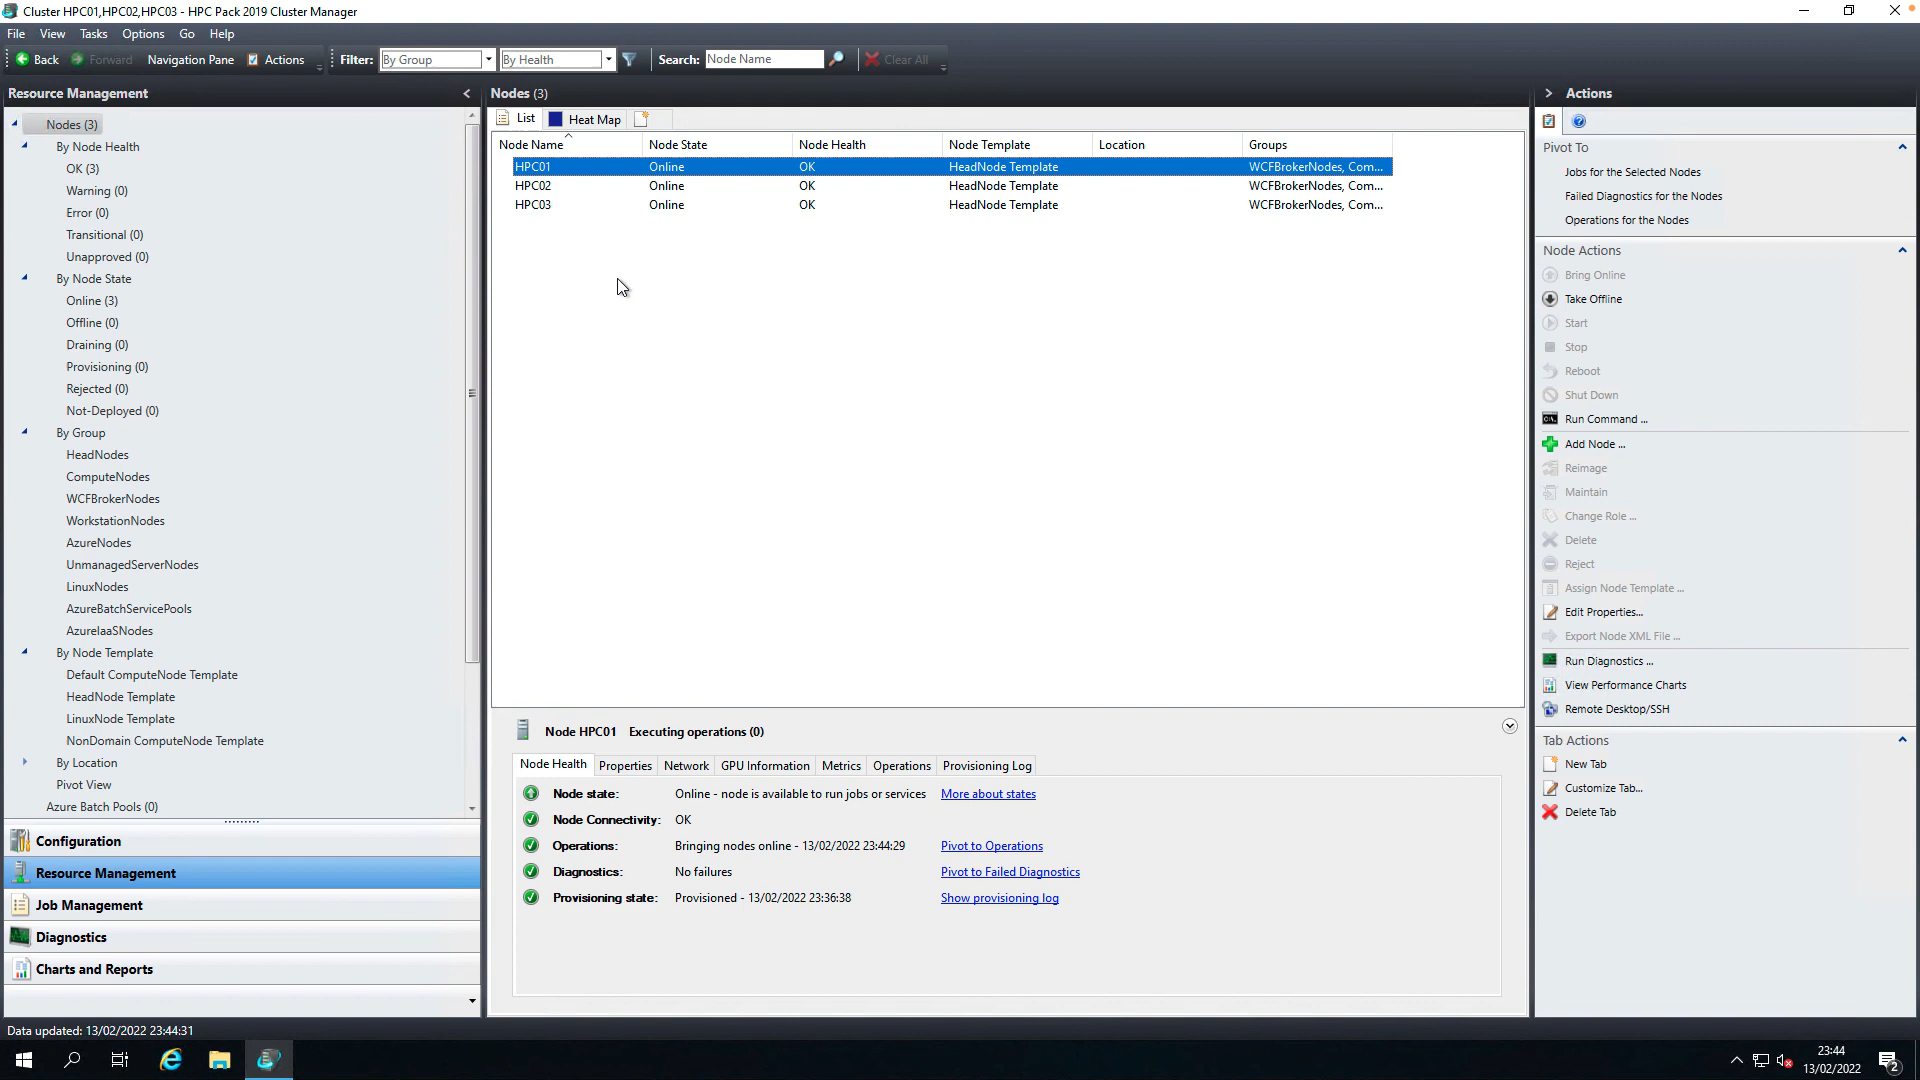 Cluster HPC01,HPC02,HPC03 - HPC Pack 2019 Cluster Manager
File View Tasks Options Go Help
Back Forward Navigation Pane Actions Filter: By Group By Health Search: Node Name Clear All
Resource Management
Nodes (3)
By Node Health
OK (3)
Warning (0)
Error (0)
Transitional (0)
Unapproved (0)
By Node State
Online (3)
Offline (0)
Draining (0)
Provisioning (0)
Rejected (0)
Not-Deployed (0)
By Group
HeadNodes
ComputeNodes
WCFBrokerNodes
WorkstationNodes
AzureNodes
UnmanagedServerNodes
LinuxNodes
AzureBatchServicePools
AzureIaaSNodes
By Node Template
Default ComputeNode Template
HeadNode Template
LinuxNode Template
NonDomain ComputeNode Template
By Location
Pivot View
Azure Batch Pools (0)
Configuration
Resource Management
Job Management
Diagnostics
Charts and Reports
Nodes (3)
List Heat Map
Node Name Node State Node Health Node Template Location Groups
HPC01 Online OK HeadNode Template WCFBrokerNodes, Com...
HPC02 Online OK HeadNode Template WCFBrokerNodes, Com...
HPC03 Online OK HeadNode Template WCFBrokerNodes, Com...
Node HPC01 Executing operations (0)
Node Health Properties Network GPU Information Metrics Operations Provisioning Log
Node state: Online - node is available to run jobs or services More about states
Node Connectivity: OK
Operations: Bringing nodes online - 13/02/2022 23:44:29 Pivot to Operations
Diagnostics: No failures Pivot to Failed Diagnostics
Provisioning state: Provisioned - 13/02/2022 23:36:38 Show provisioning log
Actions
Pivot To
Jobs for the Selected Nodes
Failed Diagnostics for the Nodes
Operations for the Nodes
Node Actions
Bring Online
Take Offline
Start
Stop
Reboot
Shut Down
Run Command ...
Add Node ...
Reimage
Maintain
Change Role ...
Delete
Reject
Assign Node Template ...
Edit Properties...
Export Node XML File ...
Run Diagnostics ...
View Performance Charts
Remote Desktop/SSH
Tab Actions
New Tab
Customize Tab...
Delete Tab
Data updated: 13/02/2022 23:44:31
23:44
13/02/2022
2